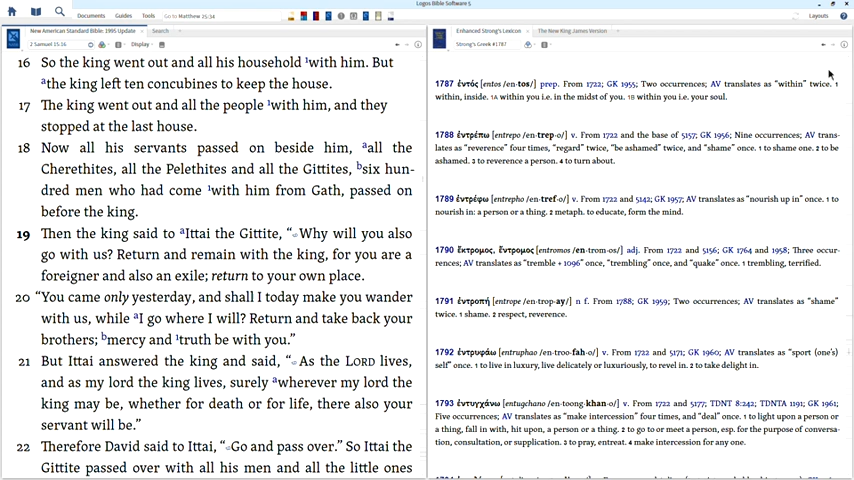 Logos Bible Software 5
Documents Guides Tools Go to Matthew 25:34 Layouts
New American Standard Bible: 1995 Update × Search
2 Samuel 15:16 Display
16 So the king went out and all his household ¹with him. But
ᵃthe king left ten concubines to keep the house.
17 The king went out and all the people ¹with him, and they
stopped at the last house.
18 Now all his servants passed on beside him, ᵃall the
Cherethites, all the Pelethites and all the Gittites, ᵇsix hun-
dred men who had come ¹with him from Gath, passed on
before the king.
19 Then the king said to ᵃIttai the Gittite, “Why will you also
go with us? Return and remain with the king, for you are a
foreigner and also an exile; return to your own place.
20 “You came only yesterday, and shall I today make you wander
with us, while ᵃI go where I will? Return and take back your
brothers; ᵇmercy and ¹truth be with you.”
21 But Ittai answered the king and said, “As the LORD lives,
and as my lord the king lives, surely ᵃwherever my lord the
king may be, whether for death or for life, there also your
servant will be.”
22 Therefore David said to Ittai, “Go and pass over.” So Ittai the
Gittite passed over with all his men and all the little ones
Enhanced Strong's Lexicon × The New King James Version
Strong's Greek #1787
1787 ἐντός [entos /en·tos/] prep. From 1722; GK 1955; Two occurrences; AV translates as “within” twice. 1
within, inside. 1A within you i.e. in the midst of you. 1B within you i.e. your soul.
1788 ἐντρέπω [entrepo /en·trep·o/] v. From 1722 and the base of 5157; GK 1956; Nine occurrences; AV trans-
lates as “reverence” four times, “regard” twice, “be ashamed” twice, and “shame” once. 1 to shame one. 2 to be
ashamed. 3 to reverence a person. 4 to turn about.
1789 ἐντρέφω [entrepho /en·tref·o/] v. From 1722 and 5142; GK 1957; AV translates as “nourish up in” once. 1 to
nourish in: a person or a thing. 2 metaph. to educate, form the mind.
1790 ἔκτρομος, ἔντρομος [entromos /en·trom·os/] adj. From 1722 and 5156; GK 1764 and 1958; Three occur-
rences; AV translates as “tremble + 1096” once, “trembling” once, and “quake” once. 1 trembling, terrified.
1791 ἐντροπή [entrope /en·trop·ay/] n f. From 1788; GK 1959; Two occurrences; AV translates as “shame”
twice. 1 shame. 2 respect, reverence.
1792 ἐντρυφάω [entruphao /en·troo·fah·o/] v. From 1722 and 5171; GK 1960; AV translates as “sport (one's)
self” once. 1 to live in luxury, live delicately or luxuriously, to revel in. 2 to take delight in.
1793 ἐντυγχάνω [entugchano /en·toong·khan·o/] v. From 1722 and 5177; TDNT 8:242; TDNTA 1191; GK 1961;
Five occurrences; AV translates as “make intercession” four times, and “deal” once. 1 to light upon a person or
a thing, fall in with, hit upon, a person or a thing. 2 to go to or meet a person, esp. for the purpose of conversa-
tion, consultation, or supplication. 3 to pray, entreat. 4 make intercession for any one.